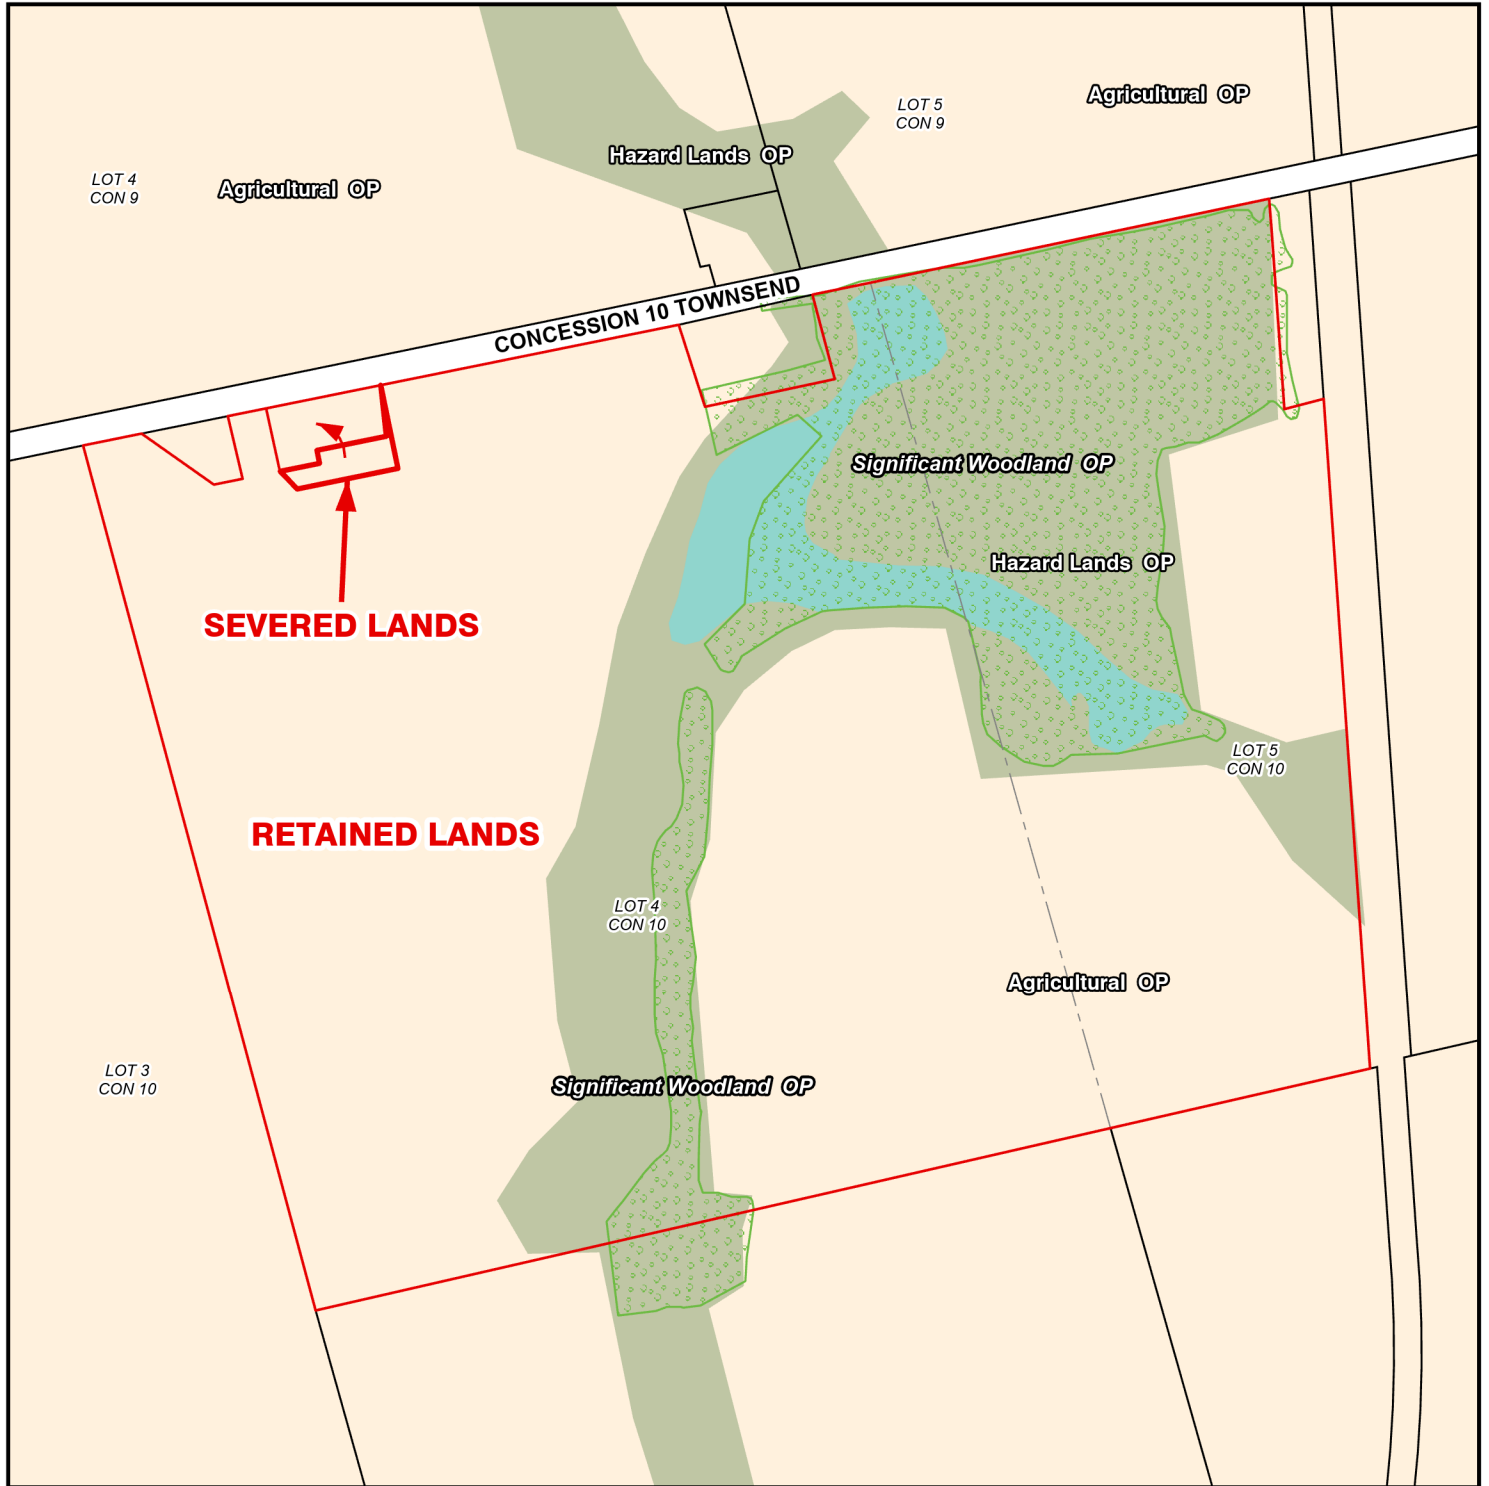 Agricultural OP
LOT 5
CON 9
Hazard Lands OP
LOT 4
CON 9
Agricultural OP
CONCESSION 10 TOWNSEND
Significant Woodland OP
Hazard Lands OP
SEVERED LANDS
LOT 5
CON 10
RETAINED LANDS
LOT 4
CON 10
Agricultural OP
LOT 3
CON 10
Significant Woodland OP